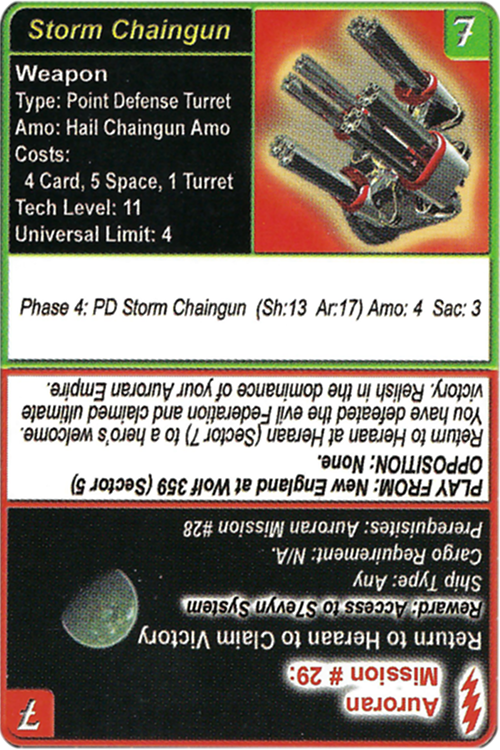 Storm Chaingun
7
Weapon
Type: Point Defense Turret
Amo: Hail Chaingun Amo
Costs:
4 Card, 5 Space, 1 Turret
Tech Level: 11
Universal Limit: 4
Phase 4: PD Storm Chaingun (Sh:13 Ar:17) Amo: 4 Sac: 3
7
Auroran
Mission # 29:
Return to Heraan to Claim Victory
Reward: Access to S7evyn System
Ship Type: Any
Cargo Requirement: N/A.
Prerequisites: Auroran Mission #28
PLAY FROM: New England at Wolf 359 (Sector 5)
OPPOSITION: None.
Return to Heraan at Heraan (Sector 7) to a hero's welcome.
You have defeated the evil Federation and claimed ultimate
victory. Relish in the dominance of your Auroran Empire.